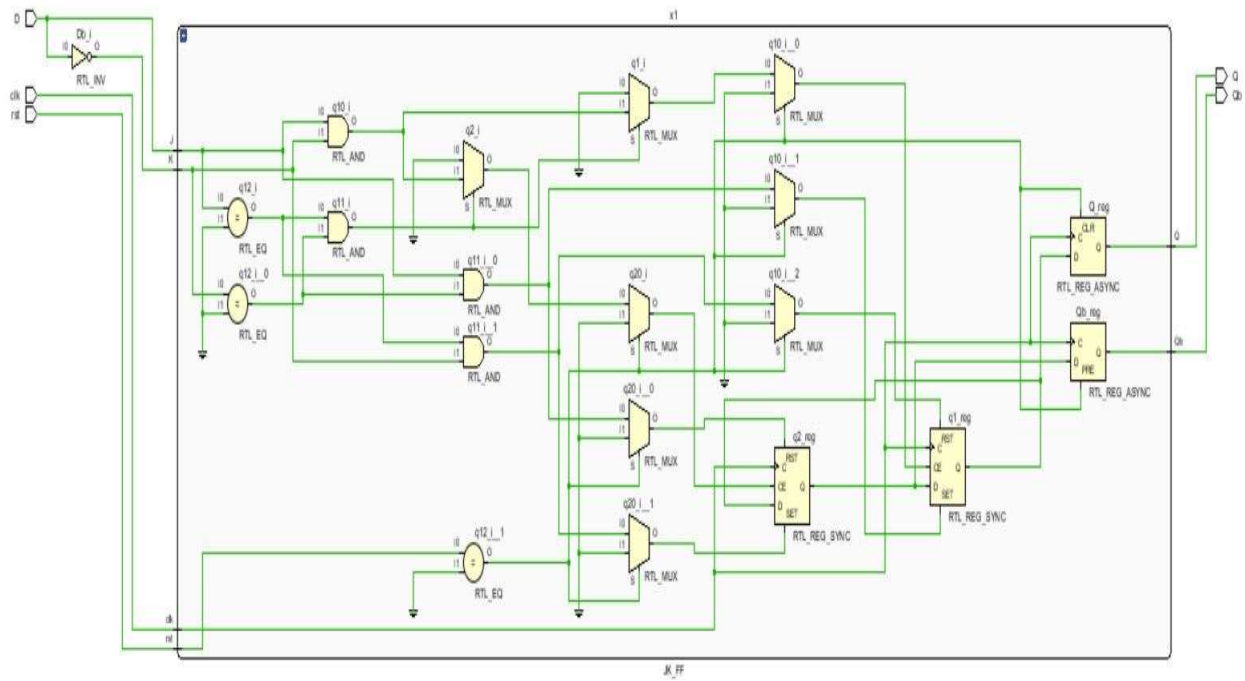 x1
D
Db_i
I0
O
RTL_INV
clk
rst
J
K
q10_i
I0
I1
O
RTL_AND
q12_i
I0
I1
O
=
RTL_EQ
q11_i
I0
I1
O
RTL_AND
q12_i__0
I0
I1
O
=
RTL_EQ
q2_i
I0
I1
O
S
RTL_MUX
q11_i__0
I0
I1
O
RTL_AND
q11_i__1
I0
I1
O
RTL_AND
q12_i__1
I0
I1
O
=
RTL_EQ
q1_i
I0
I1
O
S
RTL_MUX
q20_i
I0
I1
O
S
RTL_MUX
q20_i__0
I0
I1
O
S
RTL_MUX
q20_i__1
I0
I1
O
S
RTL_MUX
q10_i__0
I0
I1
O
S
RTL_MUX
q10_i__1
I0
I1
O
S
RTL_MUX
q10_i__2
I0
I1
O
S
RTL_MUX
q2_reg
RST
C
CE
Q
D
SET
RTL_REG_SYNC
q1_reg
RST
C
CE
Q
D
SET
RTL_REG_SYNC
Q_reg
CLR
C
Q
D
RTL_REG_ASYNC
Qb_reg
C
Q
D
PRE
RTL_REG_ASYNC
Q
Qb
Q
Qb
clk
rst
JK_FF